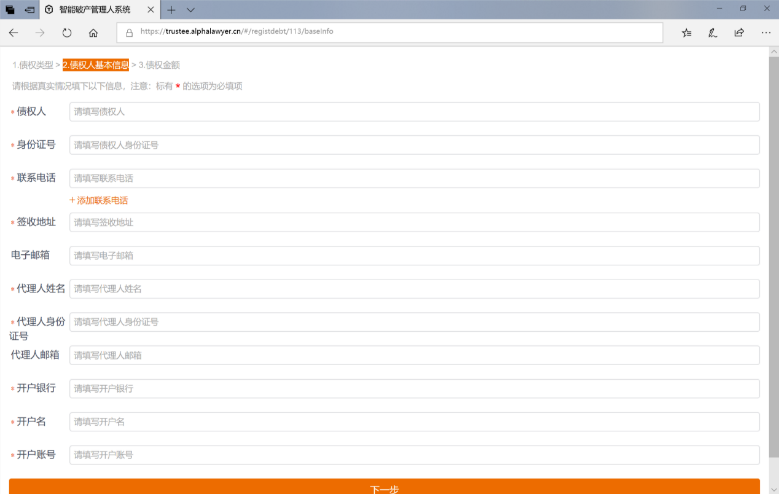 智能破产管理人系统
https://trustee.alphalawyer.cn/#/registdebt/113/baseinfo
1.债权类型 > 2.债权人基本信息 > 3.债权金额
请根据真实情况填下以下信息，注意：标有 * 的选项为必填项
* 债权人 请填写债权人
* 身份证号 请填写债权人身份证号
* 联系电话 请填写联系电话
+ 添加联系电话
* 签收地址 请填写签收地址
电子邮箱 请填写电子邮箱
* 代理人姓名 请填写代理人姓名
* 代理人身份证号 请填写代理人身份证号
代理人邮箱 请填写代理人邮箱
* 开户银行 请填写开户银行
* 开户名 请填写开户名
* 开户账号 请填写开户账号
下一步